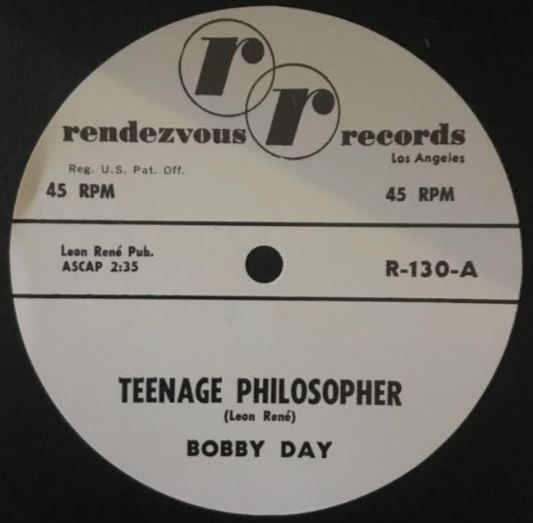 r
r
rendezvous records
Los Angeles
Reg. U.S. Pat. Off.
45 RPM 45 RPM
Leon René Pub.
ASCAP 2:35
R-130-A
TEENAGE PHILOSOPHER
(Leon René)
BOBBY DAY